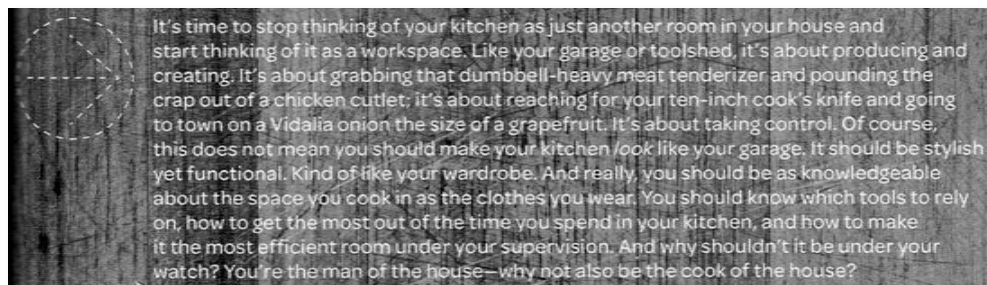 It's time to stop thinking of your kitchen as just another room in your house and
start thinking of it as a workspace. Like your garage or toolshed, it's about producing and
creating. It's about grabbing that dumbbell-heavy meat tenderizer and pounding the
crap out of a chicken cutlet; it's about reaching for your ten-inch cook's knife and going
to town on a Vidalia onion the size of a grapefruit. It's about taking control. Of course,
this does not mean you should make your kitchen look like your garage. It should be stylish
yet functional. Kind of like your wardrobe. And really, you should be as knowledgeable
about the space you cook in as the clothes you wear. You should know which tools to rely
on, how to get the most out of the time you spend in your kitchen, and how to make
it the most efficient room under your supervision. And why shouldn't it be under your
watch? You're the man of the house—why not also be the cook of the house?